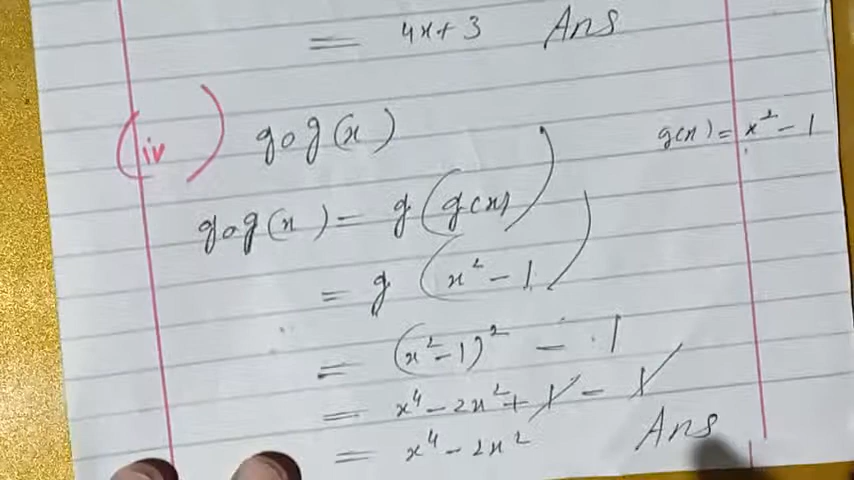 = 4x+3 Ans
(iv) gog(x) g(x) = x² - 1
gog(x) = g(g(x))
= g(x² - 1)
= (x² - 1)² - 1
= x⁴ - 2x² + 1 - 1
= x⁴ - 2x² Ans